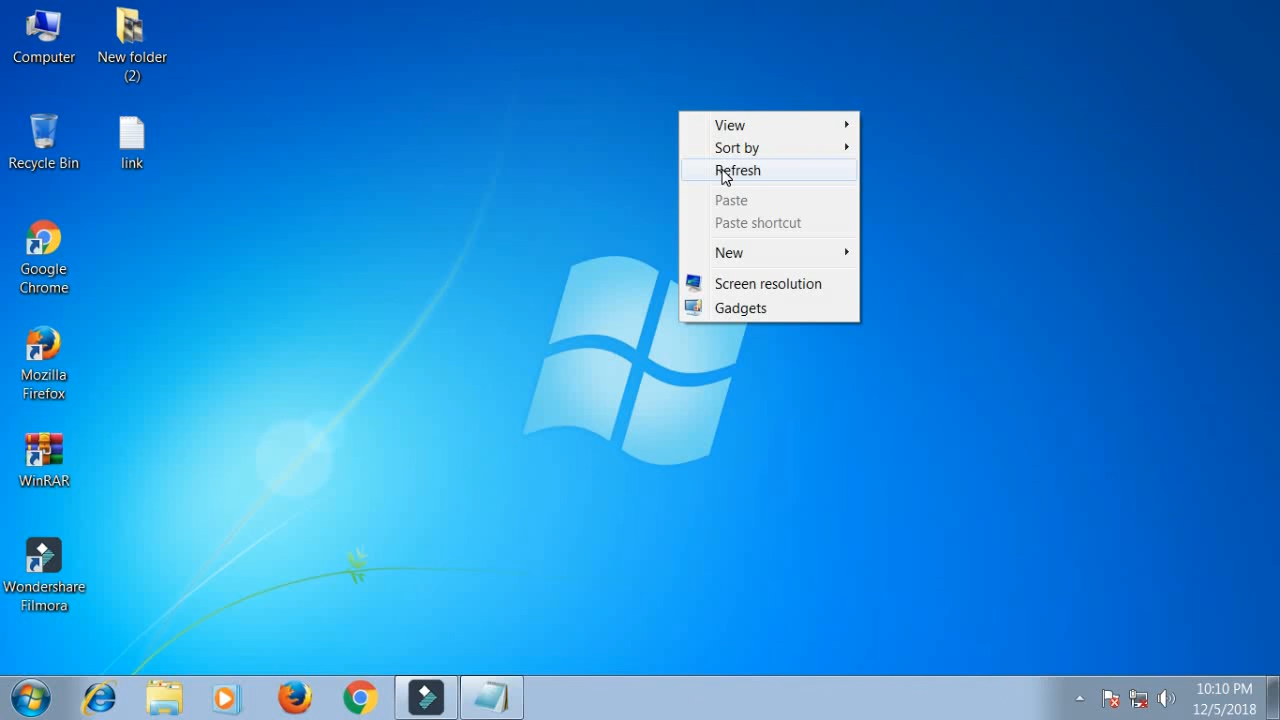 Computer
New folder
(2)
Recycle Bin
link
Google
Chrome
Mozilla
Firefox
WinRAR
Wondershare
Filmora
View
Sort by
Refresh
Paste
Paste shortcut
New
Screen resolution
Gadgets
10:10 PM
12/5/2018